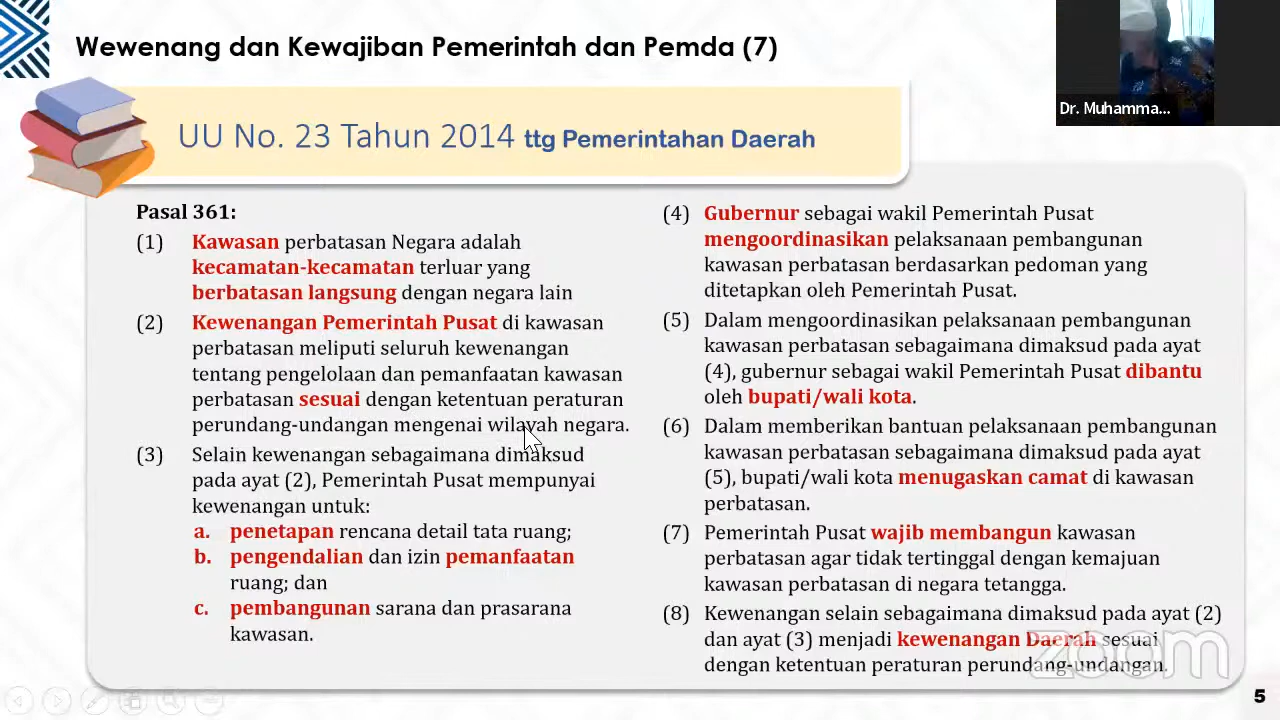 Wewenang dan Kewajiban Pemerintah dan Pemda (7)
Dr. Muhamma...
UU No. 23 Tahun 2014 ttg Pemerintahan Daerah
Pasal 361:
(1) Kawasan perbatasan Negara adalah
kecamatan-kecamatan terluar yang
berbatasan langsung dengan negara lain
(2) Kewenangan Pemerintah Pusat di kawasan
perbatasan meliputi seluruh kewenangan
tentang pengelolaan dan pemanfaatan kawasan
perbatasan sesuai dengan ketentuan peraturan
perundang-undangan mengenai wilayah negara.
(3) Selain kewenangan sebagaimana dimaksud
pada ayat (2), Pemerintah Pusat mempunyai
kewenangan untuk:
a. penetapan rencana detail tata ruang;
b. pengendalian dan izin pemanfaatan
ruang; dan
c. pembangunan sarana dan prasarana
kawasan.
(4) Gubernur sebagai wakil Pemerintah Pusat
mengoordinasikan pelaksanaan pembangunan
kawasan perbatasan berdasarkan pedoman yang
ditetapkan oleh Pemerintah Pusat.
(5) Dalam mengoordinasikan pelaksanaan pembangunan
kawasan perbatasan sebagaimana dimaksud pada ayat
(4), gubernur sebagai wakil Pemerintah Pusat dibantu
oleh bupati/wali kota.
(6) Dalam memberikan bantuan pelaksanaan pembangunan
kawasan perbatasan sebagaimana dimaksud pada ayat
(5), bupati/wali kota menugaskan camat di kawasan
perbatasan.
(7) Pemerintah Pusat wajib membangun kawasan
perbatasan agar tidak tertinggal dengan kemajuan
kawasan perbatasan di negara tetangga.
(8) Kewenangan selain sebagaimana dimaksud pada ayat (2)
dan ayat (3) menjadi kewenangan Daerah sesuai
dengan ketentuan peraturan perundang-undangan.
zoom
5